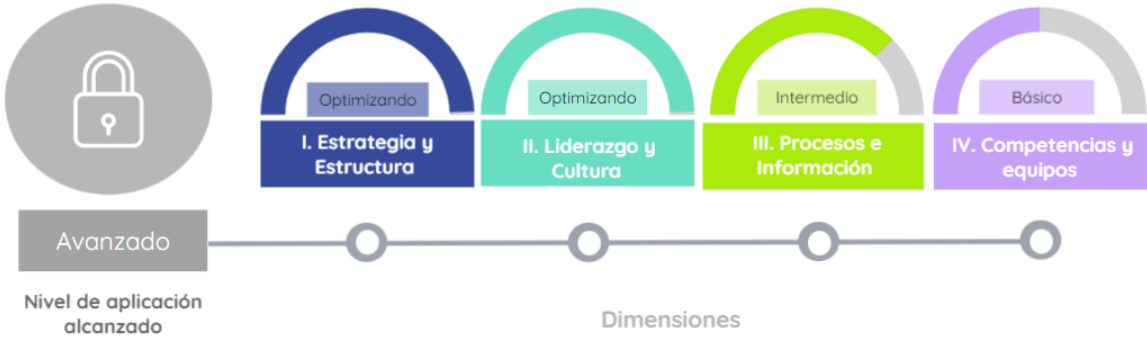 Optimizando
I. Estrategia y
Estructura
Optimizando
II. Liderazgo y
Cultura
Intermedio
III. Procesos e
Información
Básico
IV. Competencias y
equipos
Avanzado
Nivel de aplicación
alcanzado
Dimensiones